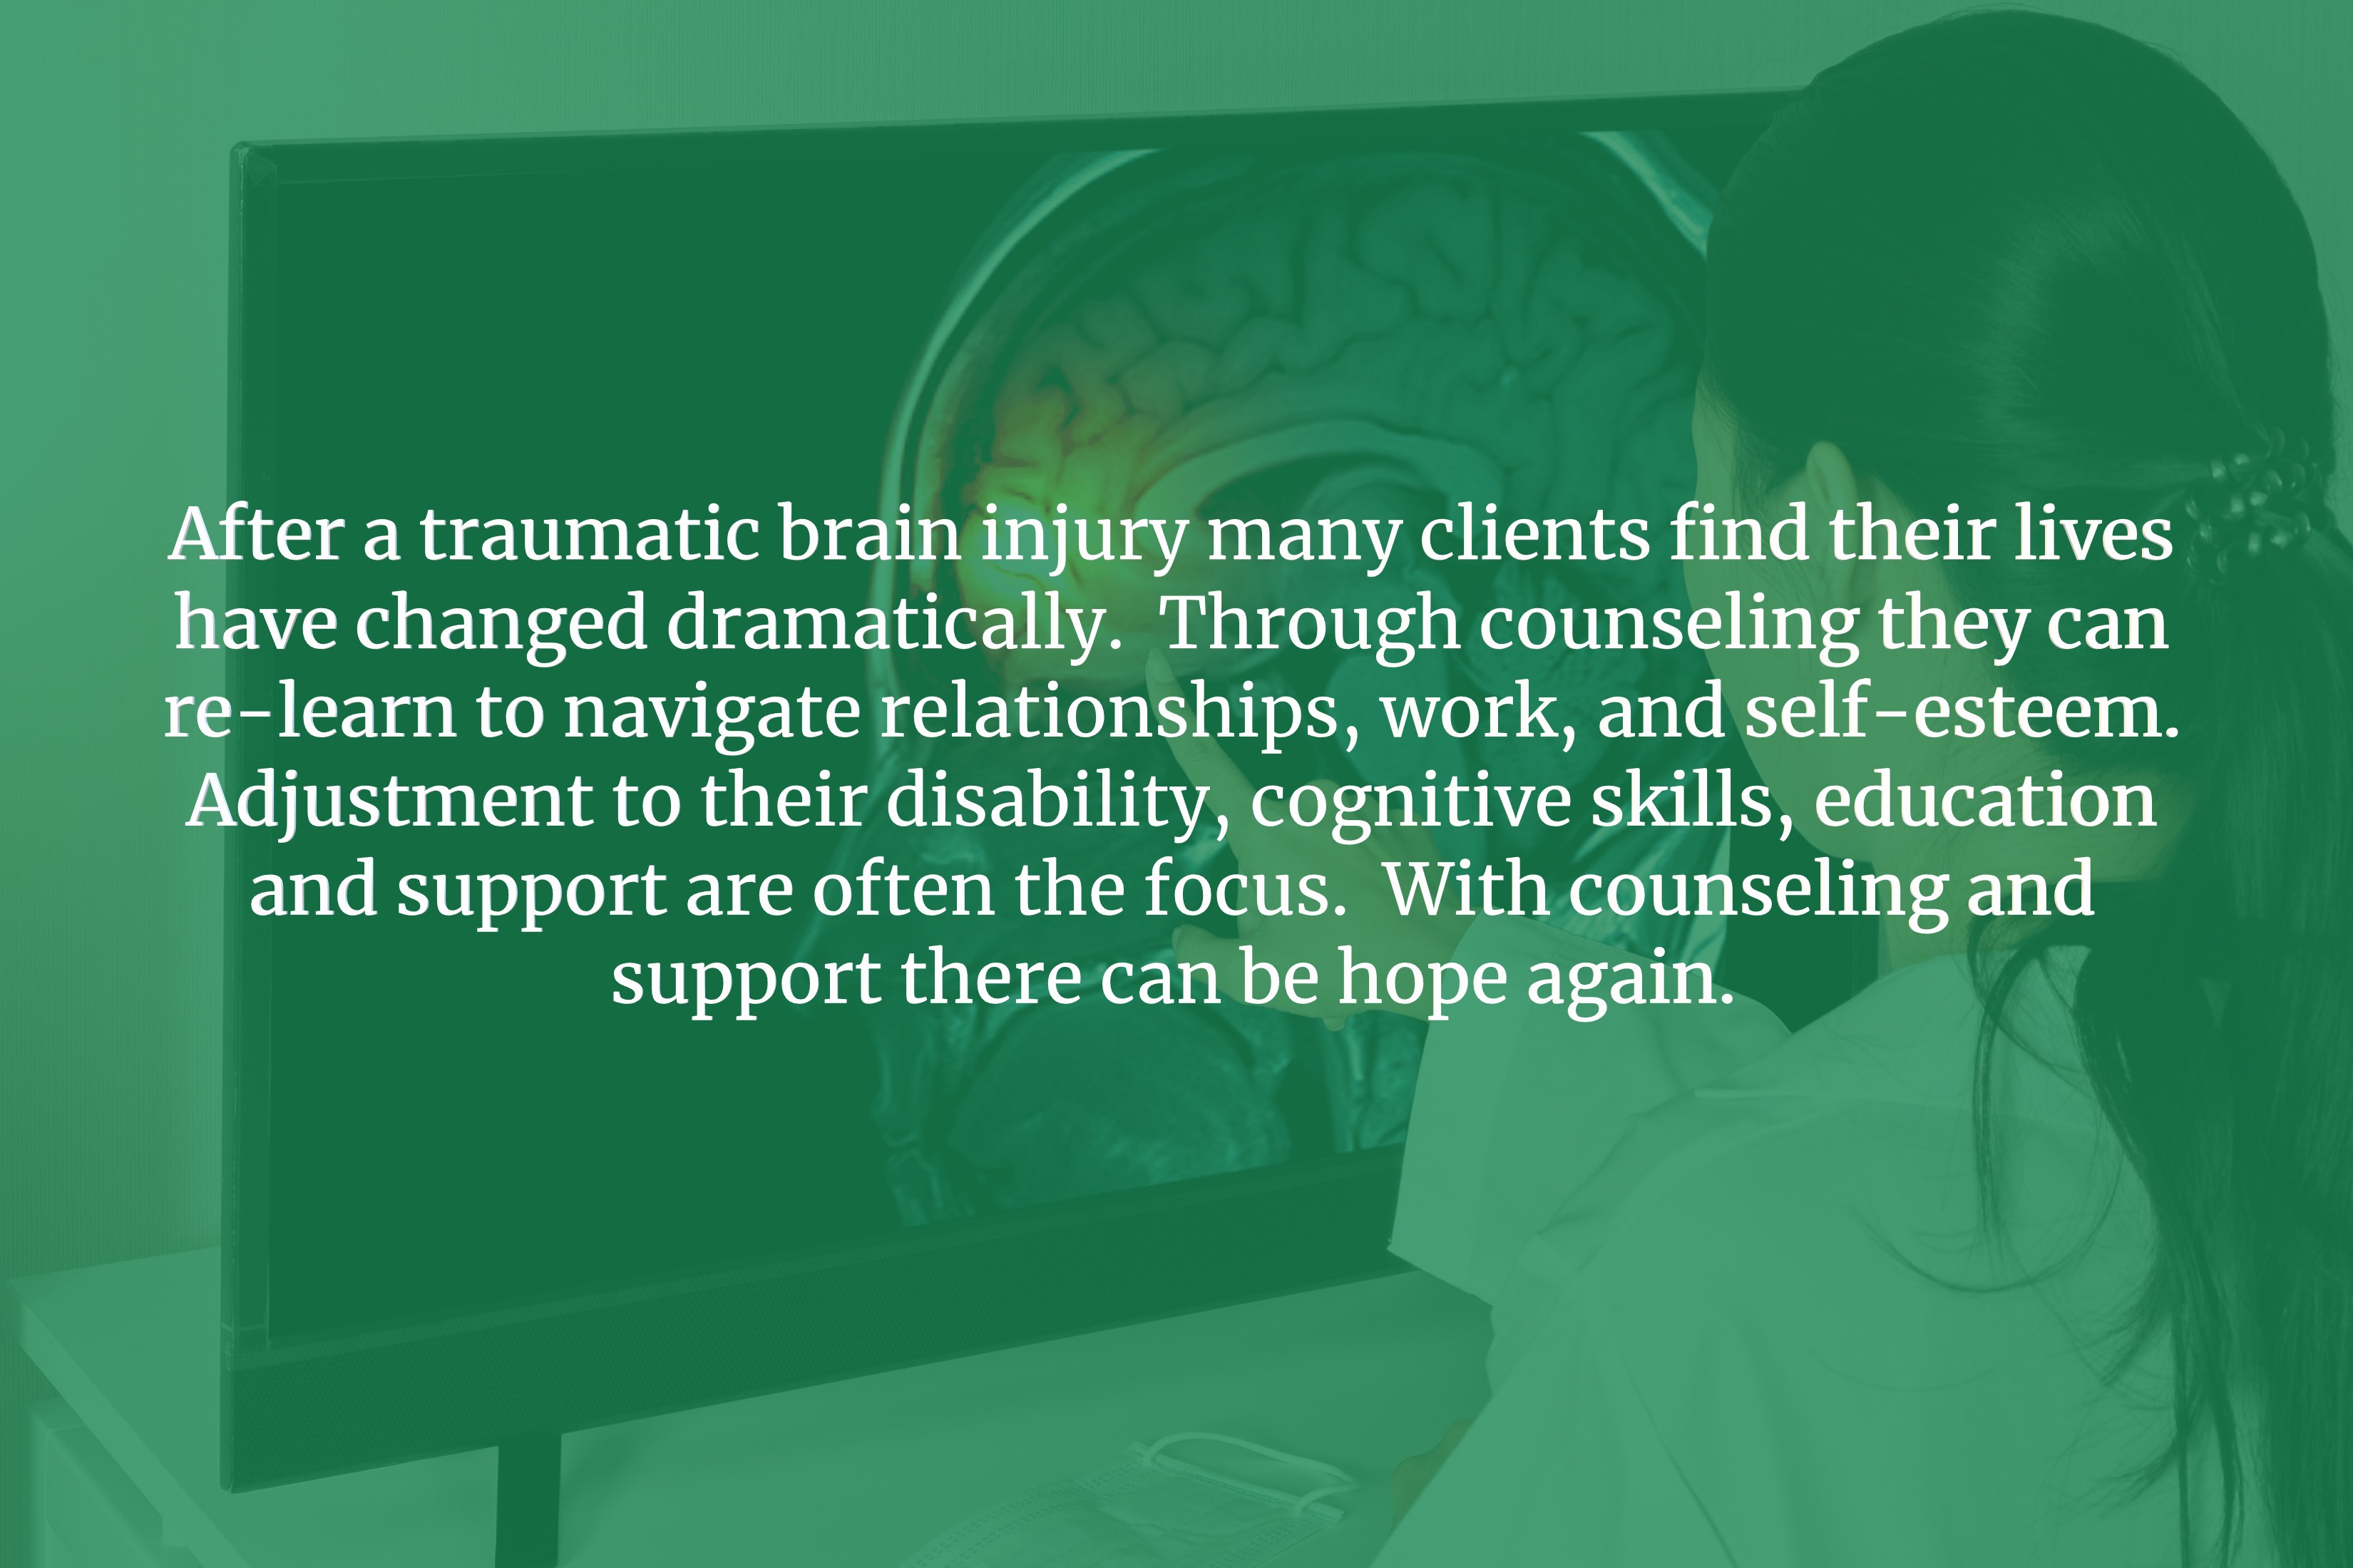 After a traumatic brain injury many clients find their lives
have changed dramatically.  Through counseling they can
re-learn to navigate relationships, work, and self-esteem.
Adjustment to their disability, cognitive skills, education
and support are often the focus.  With counseling and
support there can be hope again.